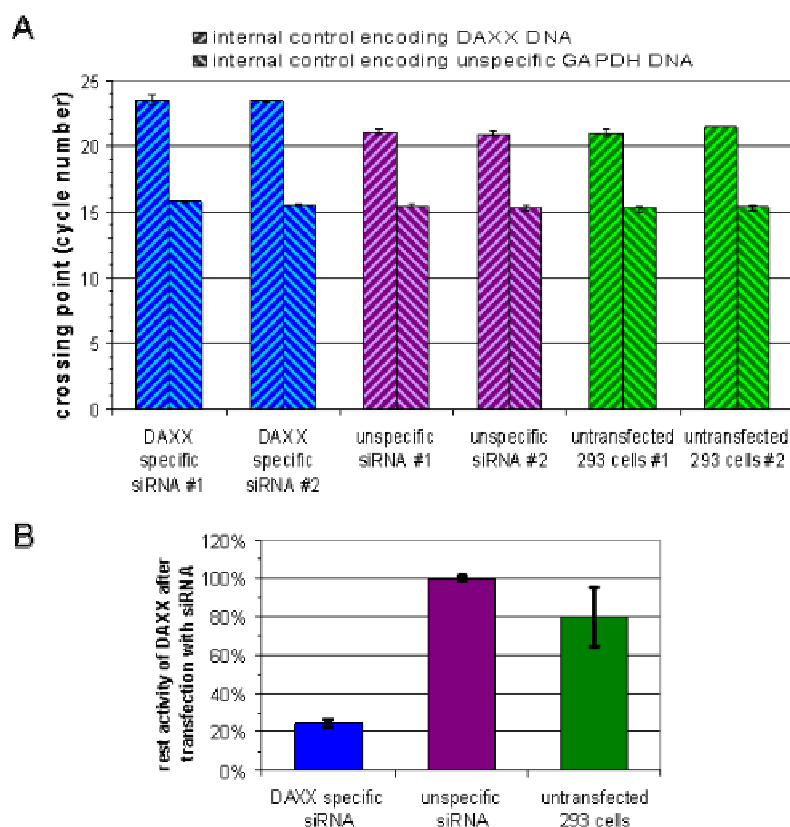 A
internal control encoding DAXX DNA
internal control encoding unspecific GAPDH DNA
crossing point (cycle number)
25
20
15
10
5
0
DAXX specific siRNA #1
DAXX specific siRNA #2
unspecific siRNA #1
unspecific siRNA #2
untransfected 293 cells #1
untransfected 293 cells #2
B
rest activity of DAXX after
transfection with siRNA
120%
100%
80%
60%
40%
20%
0%
DAXX specific siRNA
unspecific siRNA
untransfected 293 cells